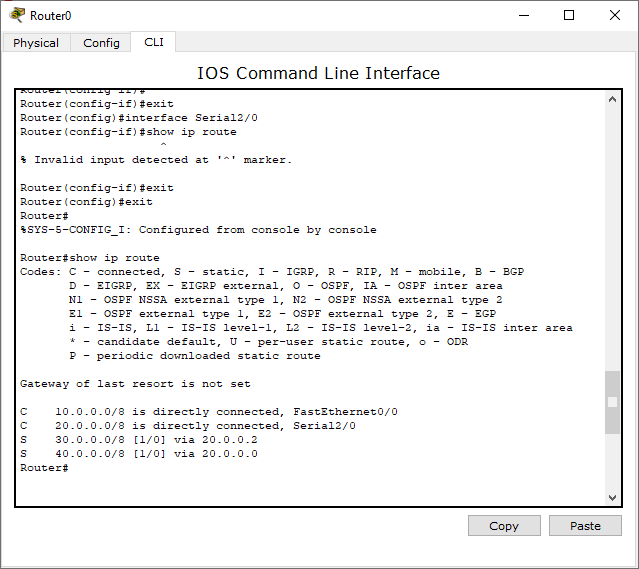 Router0
Physical Config CLI
IOS Command Line Interface
Router(config-if)#
Router(config-if)#exit
Router(config)#interface Serial2/0
Router(config-if)#show ip route
^
% Invalid input detected at '^' marker.
Router(config-if)#exit
Router(config)#exit
Router#
%SYS-5-CONFIG_I: Configured from console by console
Router#show ip route
Codes: C - connected, S - static, I - IGRP, R - RIP, M - mobile, B - BGP
D - EIGRP, EX - EIGRP external, O - OSPF, IA - OSPF inter area
N1 - OSPF NSSA external type 1, N2 - OSPF NSSA external type 2
E1 - OSPF external type 1, E2 - OSPF external type 2, E - EGP
i - IS-IS, L1 - IS-IS level-1, L2 - IS-IS level-2, ia - IS-IS inter area
* - candidate default, U - per-user static route, o - ODR
P - periodic downloaded static route
Gateway of last resort is not set
C 10.0.0.0/8 is directly connected, FastEthernet0/0
C 20.0.0.0/8 is directly connected, Serial2/0
S 30.0.0.0/8 [1/0] via 20.0.0.2
S 40.0.0.0/8 [1/0] via 20.0.0.0
Router#
Copy Paste